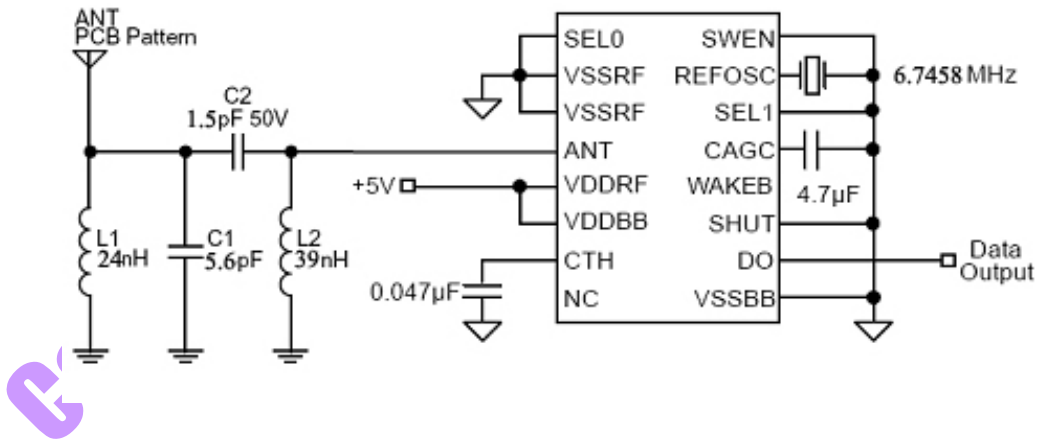 ANT
PCB Pattern
C2
1.5pF 50V
L1
24nH
C1
5.6pF
L2
39nH
+5V
0.047µF
SEL0
VSSRF
VSSRF
ANT
VDDRF
VDDBB
CTH
NC
SWEN
REFOSC
SEL1
CAGC
WAKEB
SHUT
DO
VSSBB
6.7458 MHz
4.7µF
Data
Output